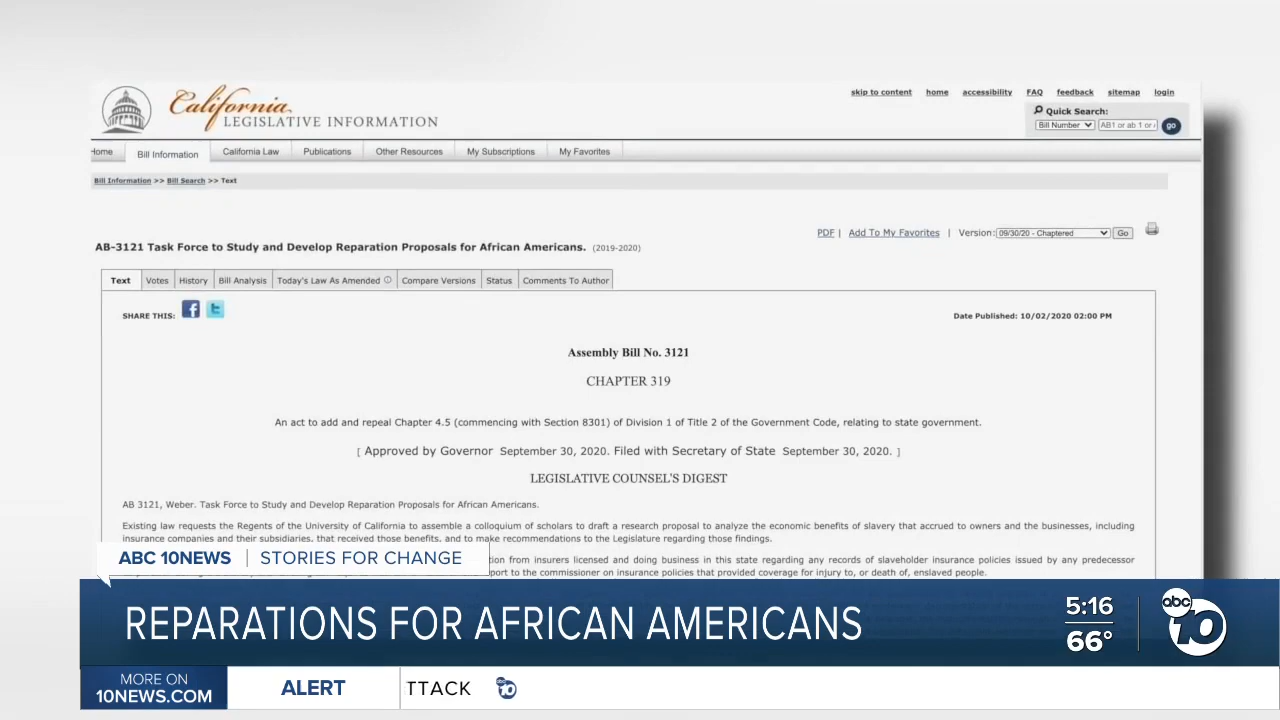 California
LEGISLATIVE INFORMATION
skip to content home accessibility FAQ feedback sitemap login
Quick Search:
Bill Number AB1 or ab 1 or go
Home Bill Information California Law Publications Other Resources My Subscriptions My Favorites
Bill Information >> Bill Search >> Text
PDF | Add To My Favorites | Version: 09/30/20 - Chaptered Go
AB-3121 Task Force to Study and Develop Reparation Proposals for African Americans. (2019-2020)
Text Votes History Bill Analysis Today's Law As Amended Compare Versions Status Comments To Author
SHARE THIS: f t
Date Published: 10/02/2020 02:00 PM
Assembly Bill No. 3121
CHAPTER 319
An act to add and repeal Chapter 4.5 (commencing with Section 8301) of Division 1 of Title 2 of the Government Code, relating to state government.
[ Approved by Governor September 30, 2020. Filed with Secretary of State September 30, 2020. ]
LEGISLATIVE COUNSEL'S DIGEST
AB 3121, Weber. Task Force to Study and Develop Reparation Proposals for African Americans.
Existing law requests the Regents of the University of California to assemble a colloquium of scholars to draft a research proposal to analyze the economic benefits of slavery that accrued to owners and the businesses, including
insurance companies and their subsidiaries, that received those benefits, and to make recommendations to the Legislature regarding those findings.
from insurers licensed and doing business in this state regarding any records of slaveholder insurance policies issued by any predecessor
to the commissioner on insurance policies that provided coverage for injury to, or death of, enslaved people.
ABC 10NEWS | STORIES FOR CHANGE
REPARATIONS FOR AFRICAN AMERICANS
5:16
66°
abc 10
MORE ON
10NEWS.COM
ALERT
TTACK
abc 10